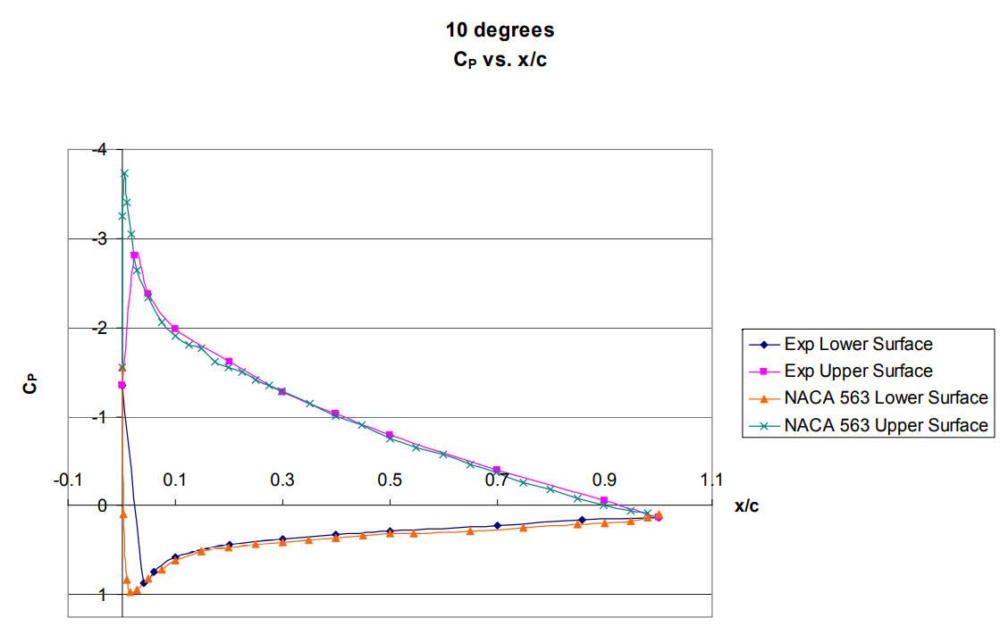 10 degrees
CP vs. x/c
-4
-3
-2
-1
0
1
CP
-0.1
0.1
0.3
0.5
0.7
0.9
1.1
x/c
Exp Lower Surface
Exp Upper Surface
NACA 563 Lower Surface
NACA 563 Upper Surface